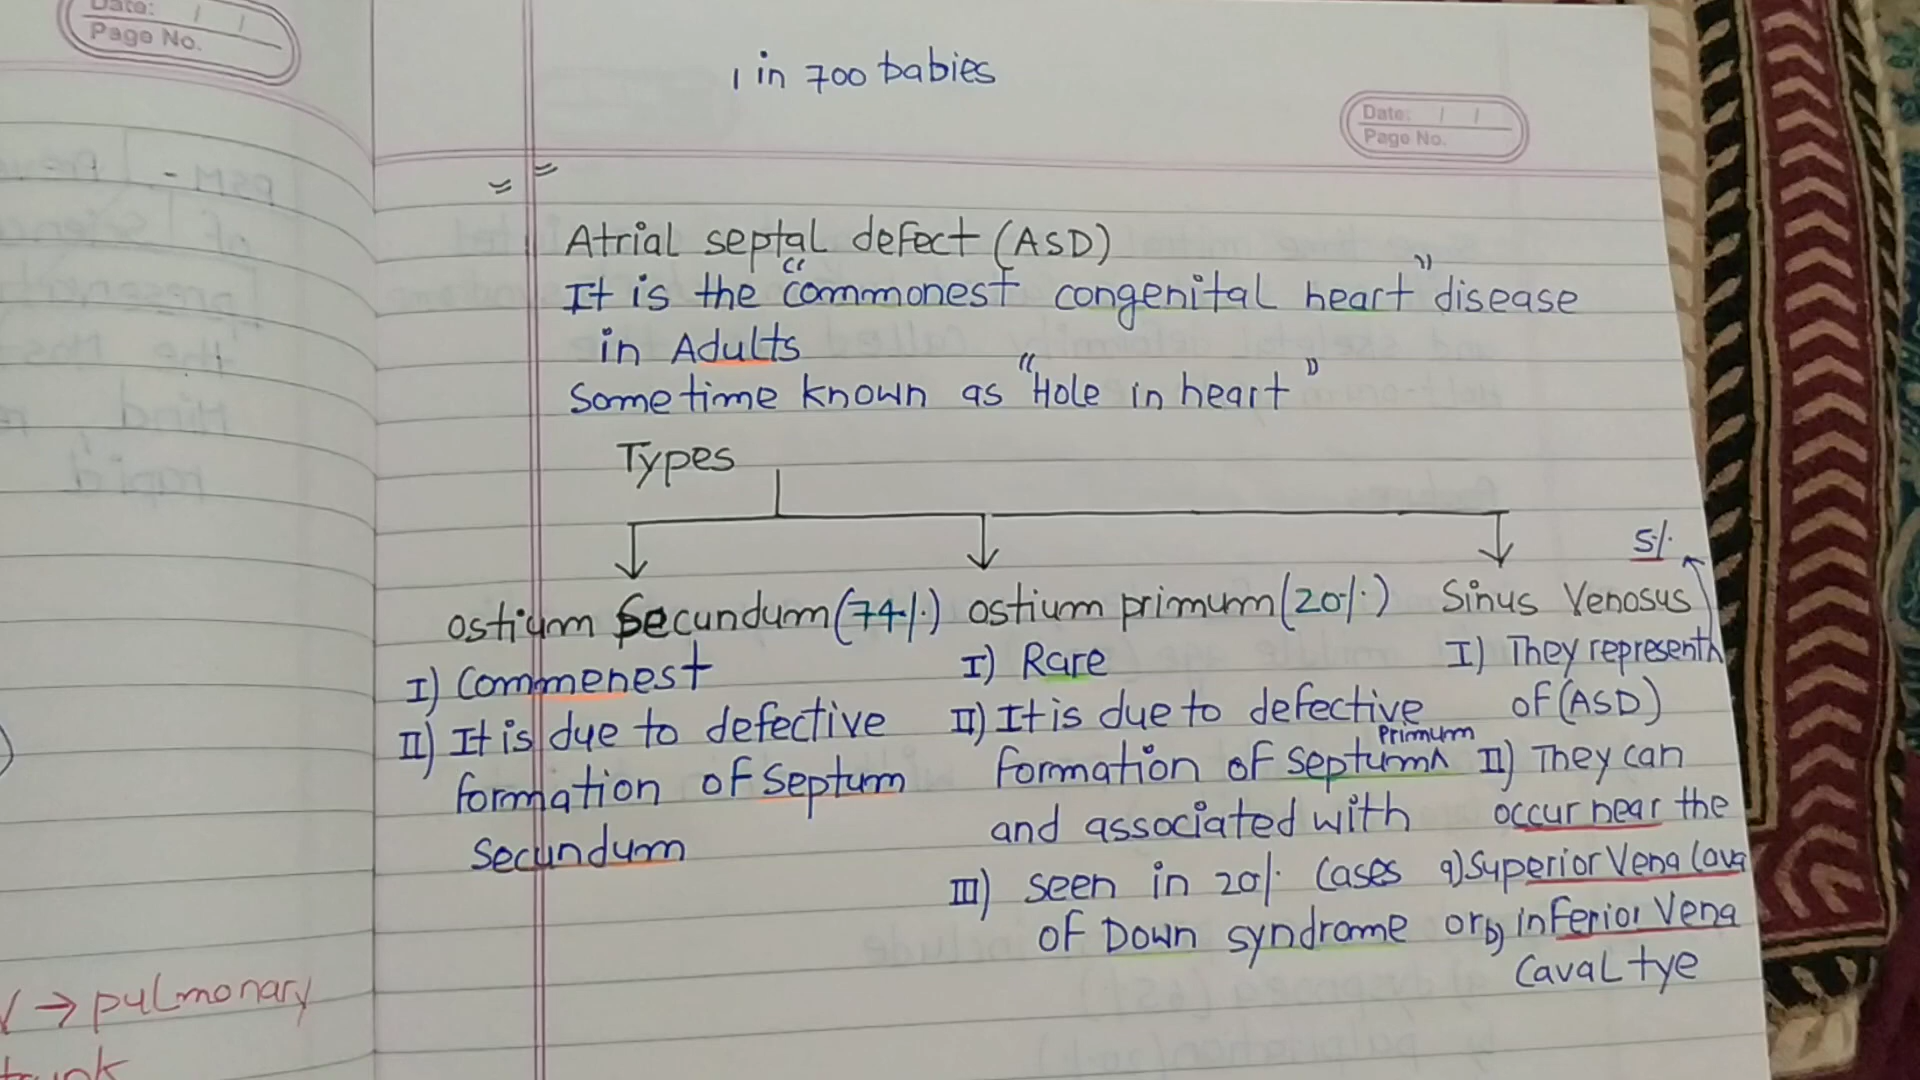 Date: / /
Page No.
1 in 700 babies
Date: / /
Page No.
Atrial septal defect (ASD)
It is the "commonest congenital heart" disease
in Adults
Sometime known as "Hole in heart"
Types
5%
ostium Secundum (74%) ostium primum (20%) Sinus Venosus
I) Commenest
II) It is due to defective
formation of septum
secundum
I) Rare
II) It is due to defective
formation of septum primum
and associated with
III) seen in 20% cases
of Down syndrome
I) They represent
of (ASD)
II) They can
occur near the
a) Superior Vena Cava
or b) inferior Vena
Caval tye
→ pulmonary